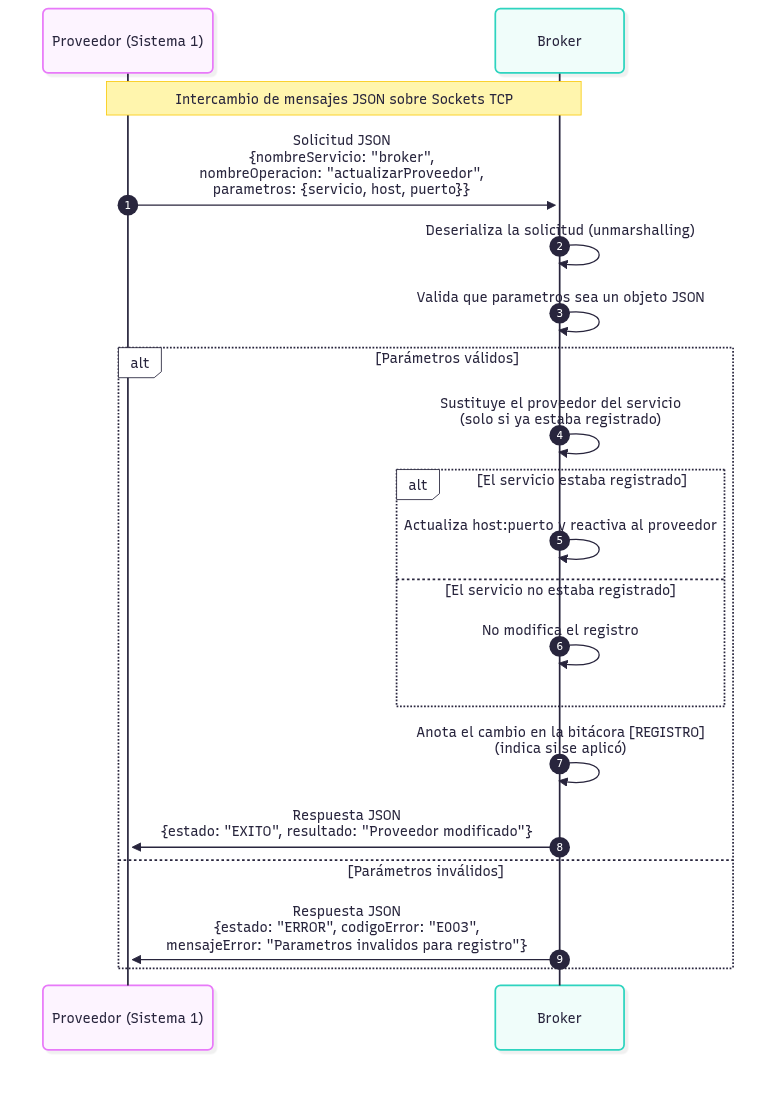 Proveedor (Sistema 1)
Broker
Intercambio de mensajes JSON sobre Sockets TCP
Solicitud JSON
{nombreServicio: "broker",
nombreOperacion: "actualizarProveedor",
parametros: {servicio, host, puerto}}
1
Deserializa la solicitud (unmarshalling)
2
Valida que parametros sea un objeto JSON
3
alt
[Parámetros válidos]
Sustituye el proveedor del servicio
(solo si ya estaba registrado)
4
alt
[El servicio estaba registrado]
Actualiza host:puerto y reactiva al proveedor
5
[El servicio no estaba registrado]
No modifica el registro
6
Anota el cambio en la bitácora [REGISTRO]
(indica si se aplicó)
7
Respuesta JSON
{estado: "EXITO", resultado: "Proveedor modificado"}
8
[Parámetros inválidos]
Respuesta JSON
{estado: "ERROR", codigoError: "E003",
mensajeError: "Parametros invalidos para registro"}
9
Proveedor (Sistema 1)
Broker